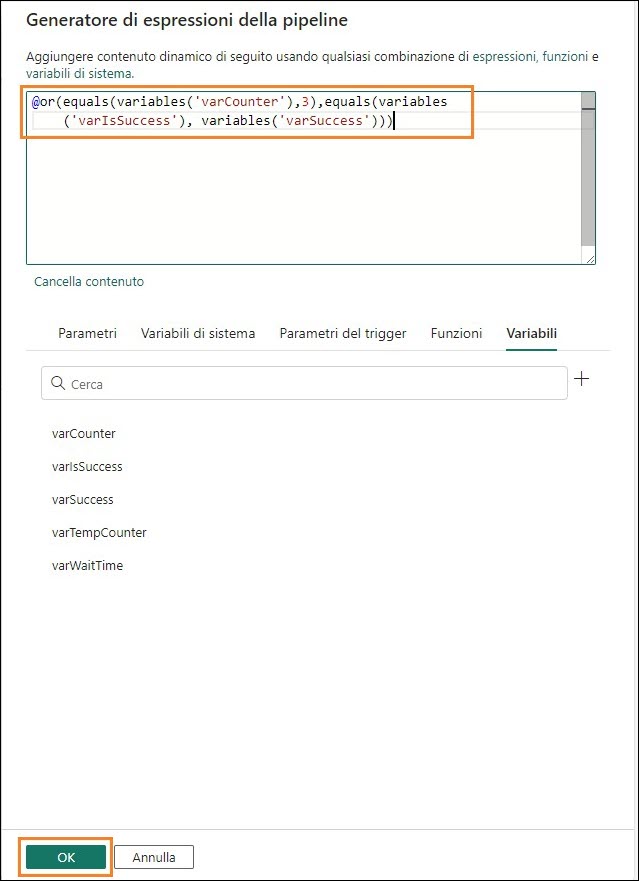 Generatore di espressioni della pipeline
Aggiungere contenuto dinamico di seguito usando qualsiasi combinazione di espressioni, funzioni e
variabili di sistema.
@or(equals(variables('varCounter'),3),equals(variables
('varIsSuccess'), variables('varSuccess')))
Cancella contenuto
Parametri Variabili di sistema Parametri del trigger Funzioni Variabili
Cerca
varCounter
varIsSuccess
varSuccess
varTempCounter
varWaitTime
OK Annulla